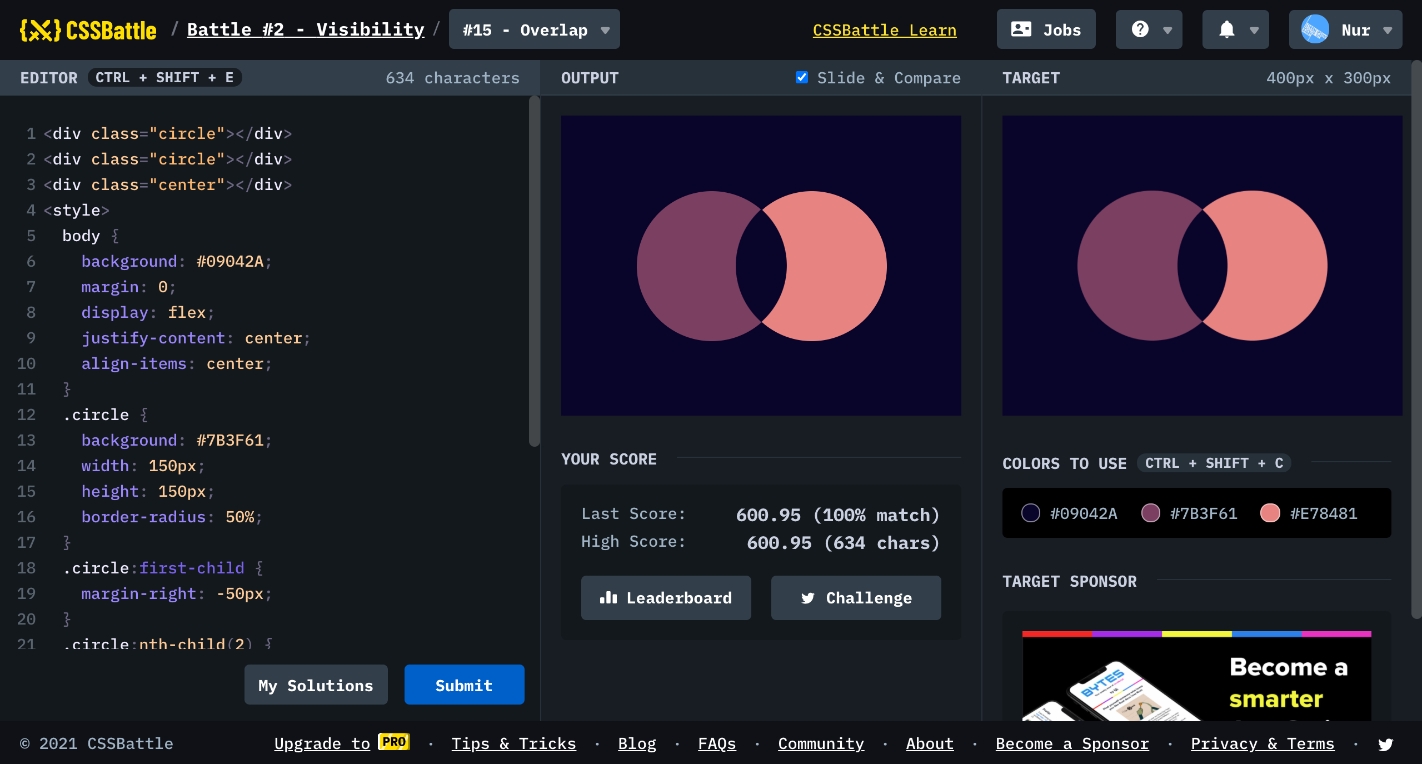 {X} CSSBattle / Battle #2 - Visibility / #15 - Overlap
CSSBattle Learn
Jobs
Nur
EDITOR CTRL + SHIFT + E 634 characters
1 <div class="circle"></div>
2 <div class="circle"></div>
3 <div class="center"></div>
4 <style>
5 body {
6 background: #09042A;
7 margin: 0;
8 display: flex;
9 justify-content: center;
10 align-items: center;
11 }
12 .circle {
13 background: #7B3F61;
14 width: 150px;
15 height: 150px;
16 border-radius: 50%;
17 }
18 .circle:first-child {
19 margin-right: -50px;
20 }
21 .circle:nth-child(2) {
My Solutions
Submit
OUTPUT
Slide & Compare
YOUR SCORE
Last Score: 600.95 (100% match)
High Score: 600.95 (634 chars)
Leaderboard
Challenge
TARGET 400px x 300px
COLORS TO USE CTRL + SHIFT + C
#09042A #7B3F61 #E78481
TARGET SPONSOR
BYTES
Become a
smarter
© 2021 CSSBattle
Upgrade to PRO · Tips & Tricks · Blog · FAQs · Community · About · Become a Sponsor · Privacy & Terms ·